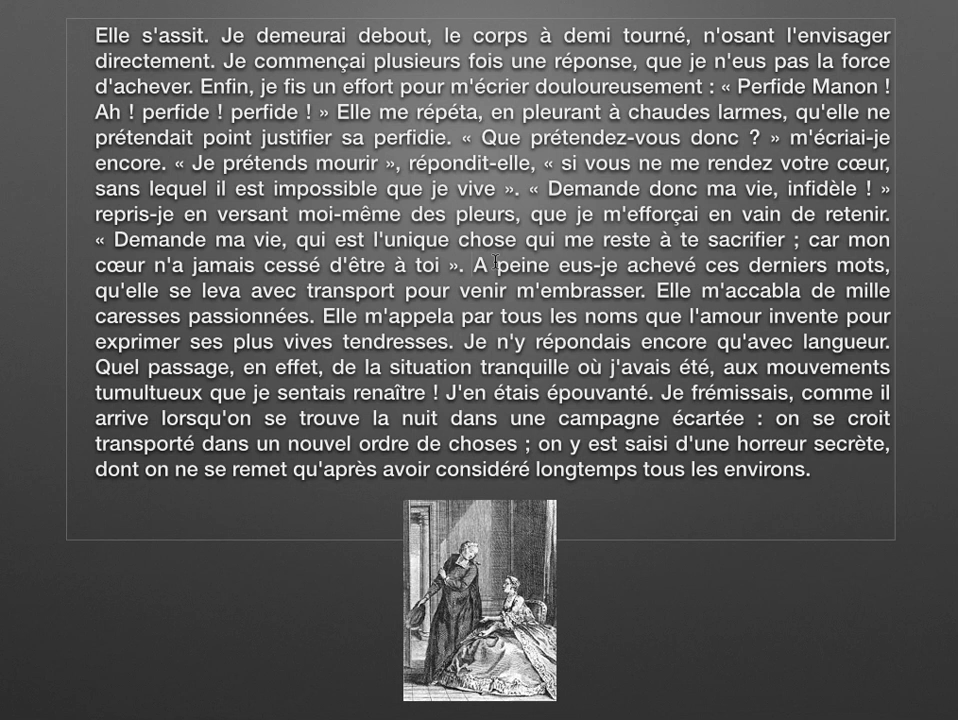 Elle s'assit. Je demeurai debout, le corps à demi tourné, n'osant l'envisager
directement. Je commençai plusieurs fois une réponse, que je n'eus pas la force
d'achever. Enfin, je fis un effort pour m'écrier douloureusement : « Perfide Manon !
Ah ! perfide ! perfide ! » Elle me répéta, en pleurant à chaudes larmes, qu'elle ne
prétendait point justifier sa perfidie. « Que prétendez-vous donc ? » m'écriai-je
encore. « Je prétends mourir », répondit-elle, « si vous ne me rendez votre cœur,
sans lequel il est impossible que je vive ». « Demande donc ma vie, infidèle ! »
repris-je en versant moi-même des pleurs, que je m'efforçai en vain de retenir.
« Demande ma vie, qui est l'unique chose qui me reste à te sacrifier ; car mon
cœur n'a jamais cessé d'être à toi ». A peine eus-je achevé ces derniers mots,
qu'elle se leva avec transport pour venir m'embrasser. Elle m'accabla de mille
caresses passionnées. Elle m'appela par tous les noms que l'amour invente pour
exprimer ses plus vives tendresses. Je n'y répondais encore qu'avec langueur.
Quel passage, en effet, de la situation tranquille où j'avais été, aux mouvements
tumultueux que je sentais renaître ! J'en étais épouvanté. Je frémissais, comme il
arrive lorsqu'on se trouve la nuit dans une campagne écartée : on se croit
transporté dans un nouvel ordre de choses ; on y est saisi d'une horreur secrète,
dont on ne se remet qu'après avoir considéré longtemps tous les environs.